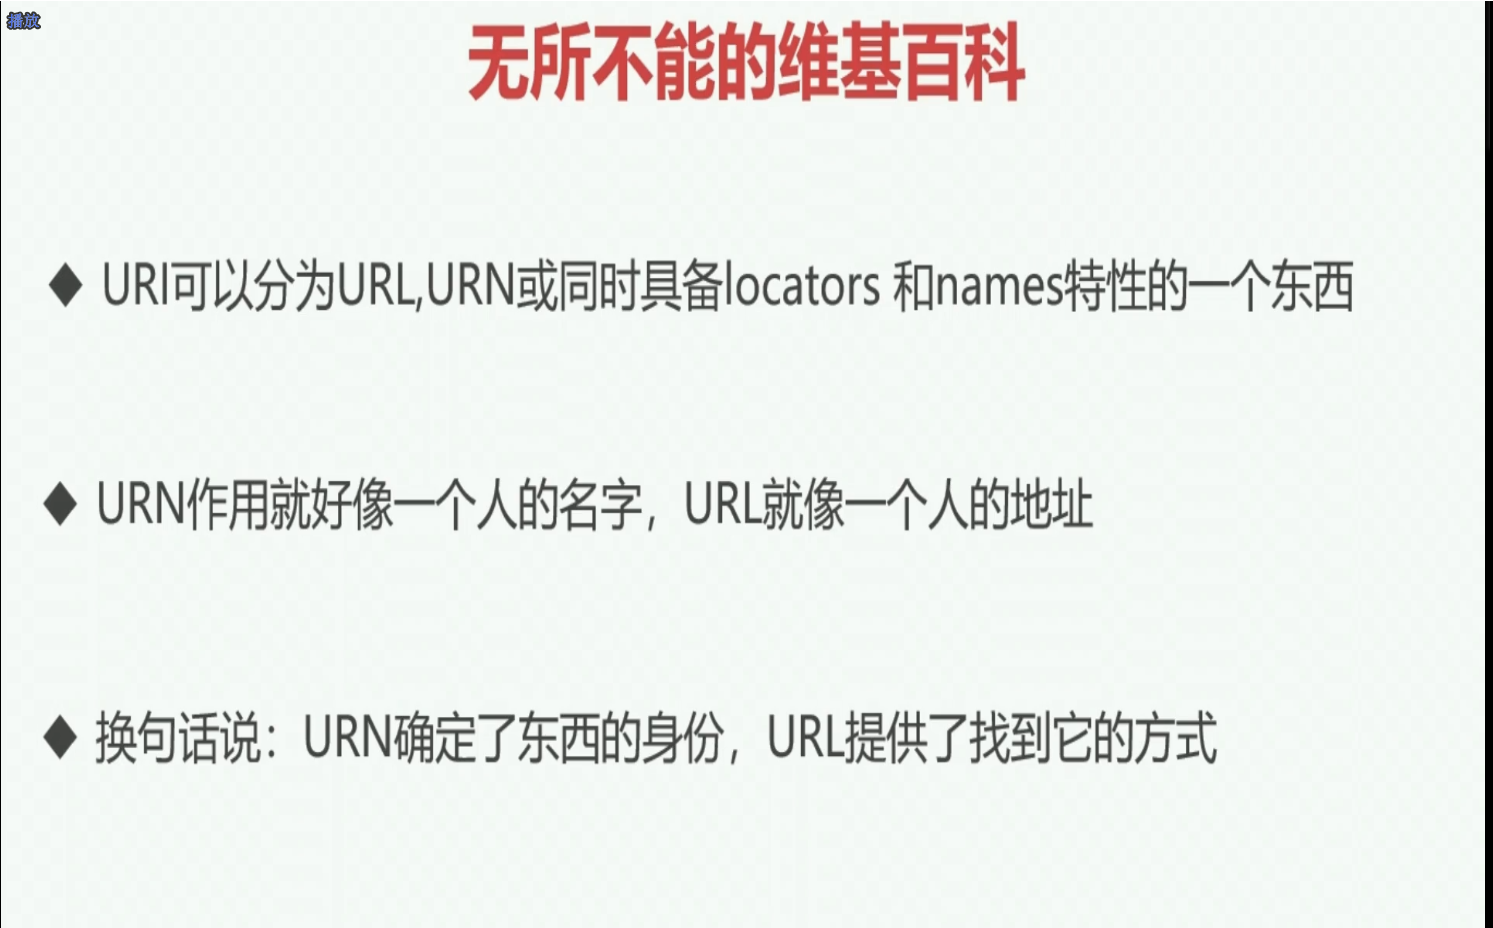 播放
无所不能的维基百科
◆ URI可以分为URL,URN或同时具备locators 和names特性的一个东西
◆ URN作用就好像一个人的名字，URL就像一个人的地址
◆ 换句话说：URN确定了东西的身份，URL提供了找到它的方式